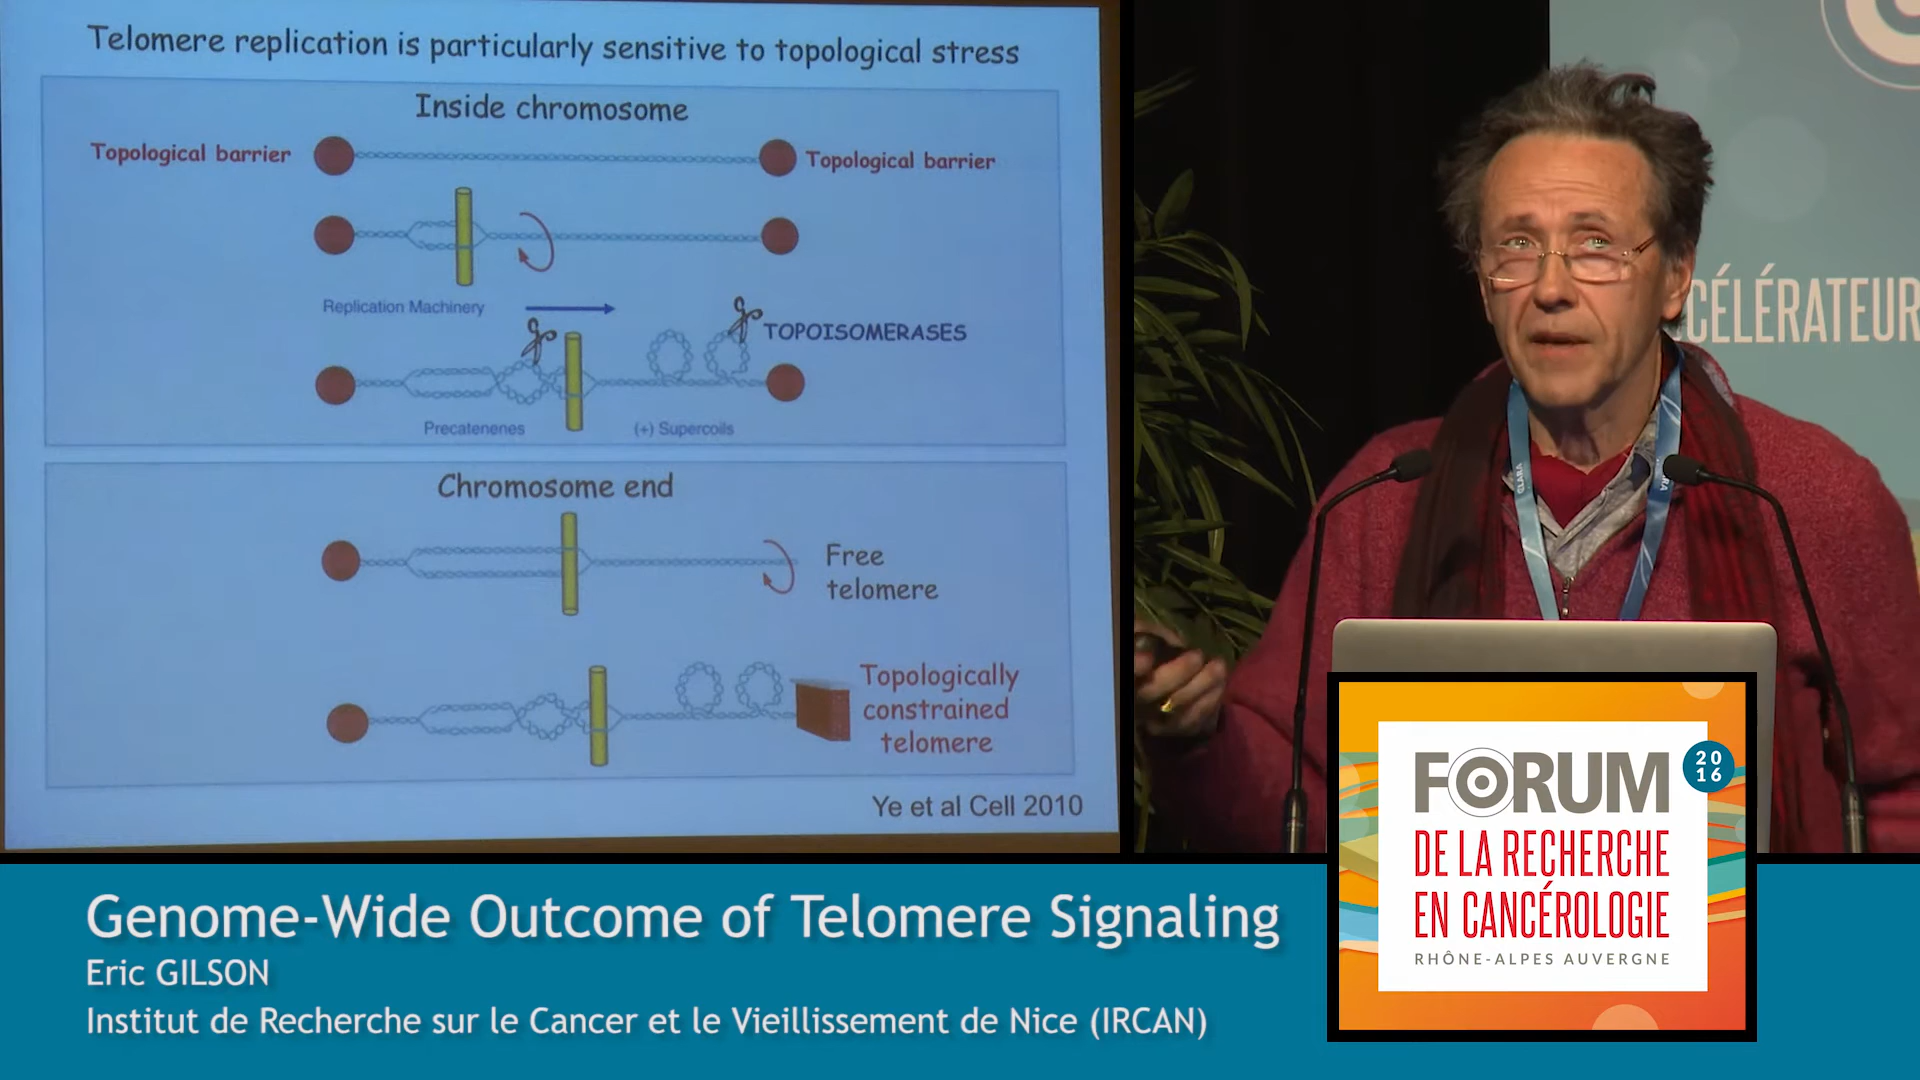 Telomere replication is particularly sensitive to topological stress
Inside chromosome
Topological barrier
Topological barrier
Replication Machinery
TOPOISOMERASES
Precatenenes
(+) Supercoils
Chromosome end
Free
telomere
Topologically
constrained
telomere
Ye et al Cell 2010
CÉLÉRATEUR
CLARA
Genome-Wide Outcome of Telomere Signaling
Eric GILSON
Institut de Recherche sur le Cancer et le Vieillissement de Nice (IRCAN)
FORUM
20
16
DE LA RECHERCHE
EN CANCÉROLOGIE
RHÔNE-ALPES AUVERGNE